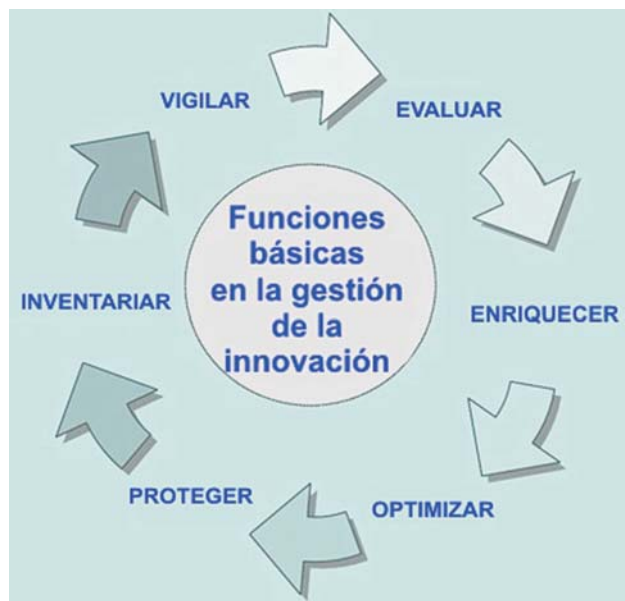 VIGILAR
EVALUAR
Funciones
básicas
en la gestión
de la
innovación
INVENTARIAR
ENRIQUECER
PROTEGER
OPTIMIZAR